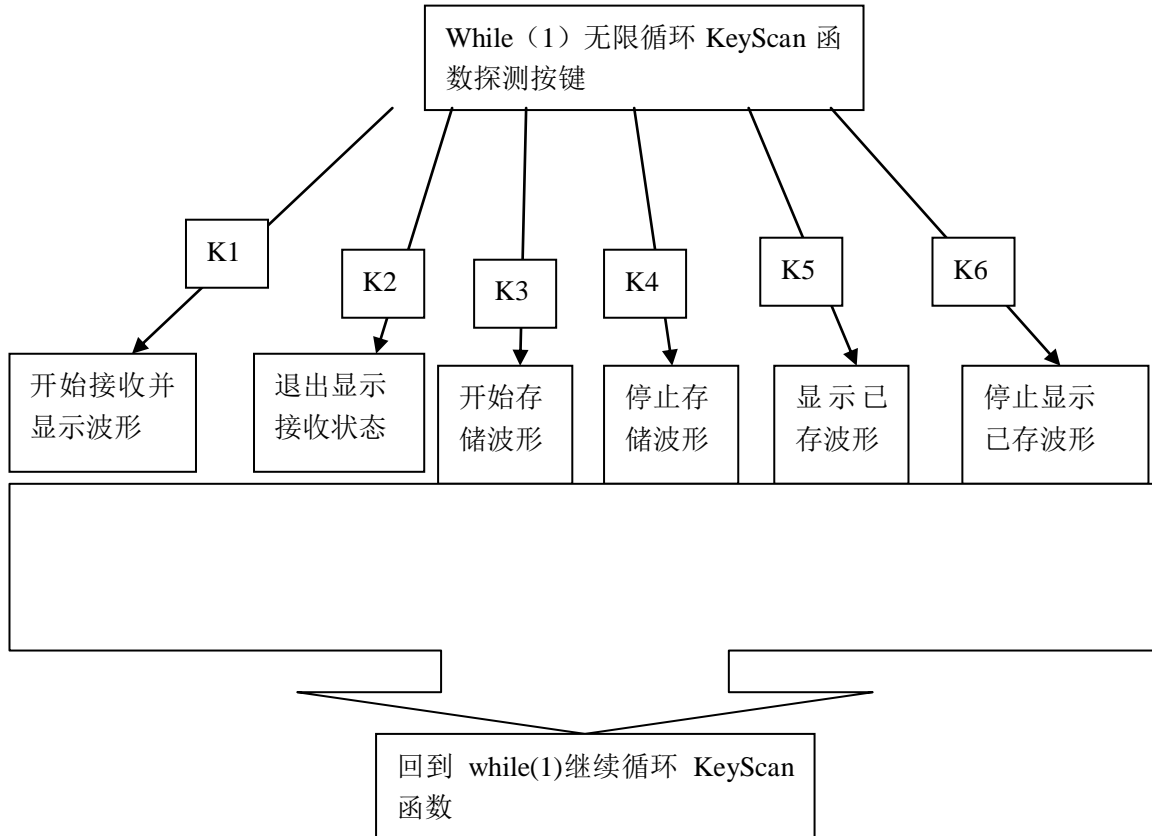 While（1）无限循环 KeyScan 函
数探测按键
K1
K2
K3
K4
K5
K6
开始接收并
显示波形
退出显示
接收状态
开始存
储波形
停止存
储波形
显示已
存波形
停止显示
已存波形
回到 while(1)继续循环 KeyScan
函数